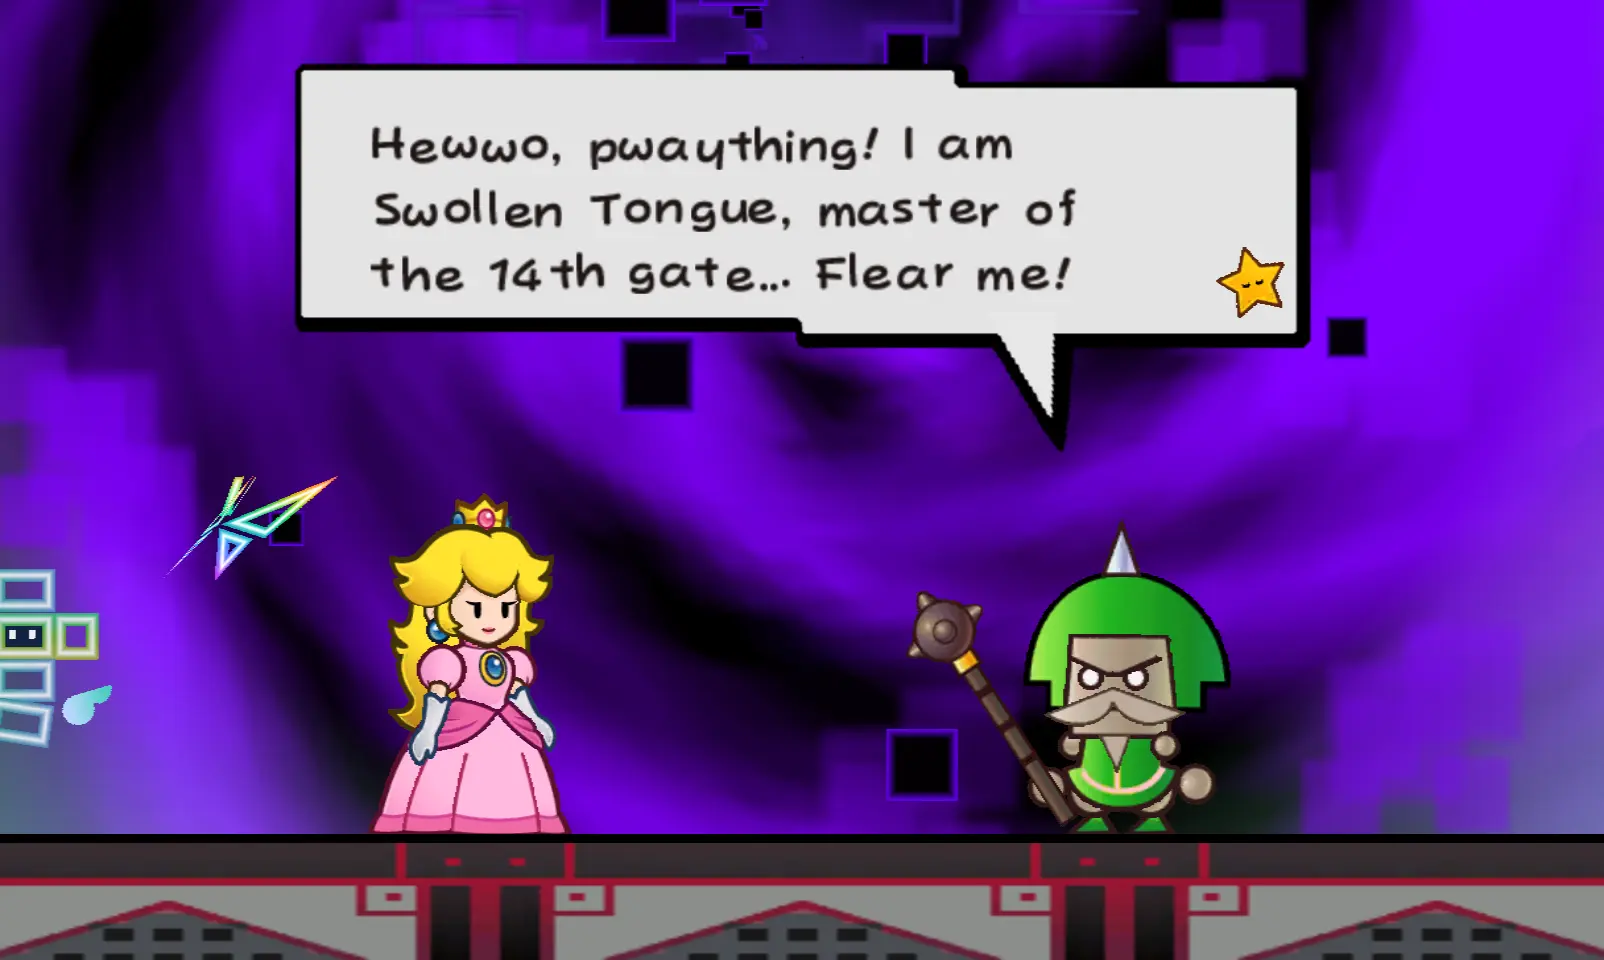 Hewwo, pwaything! I am
Swollen Tongue, master of
the 14th gate... Flear me!